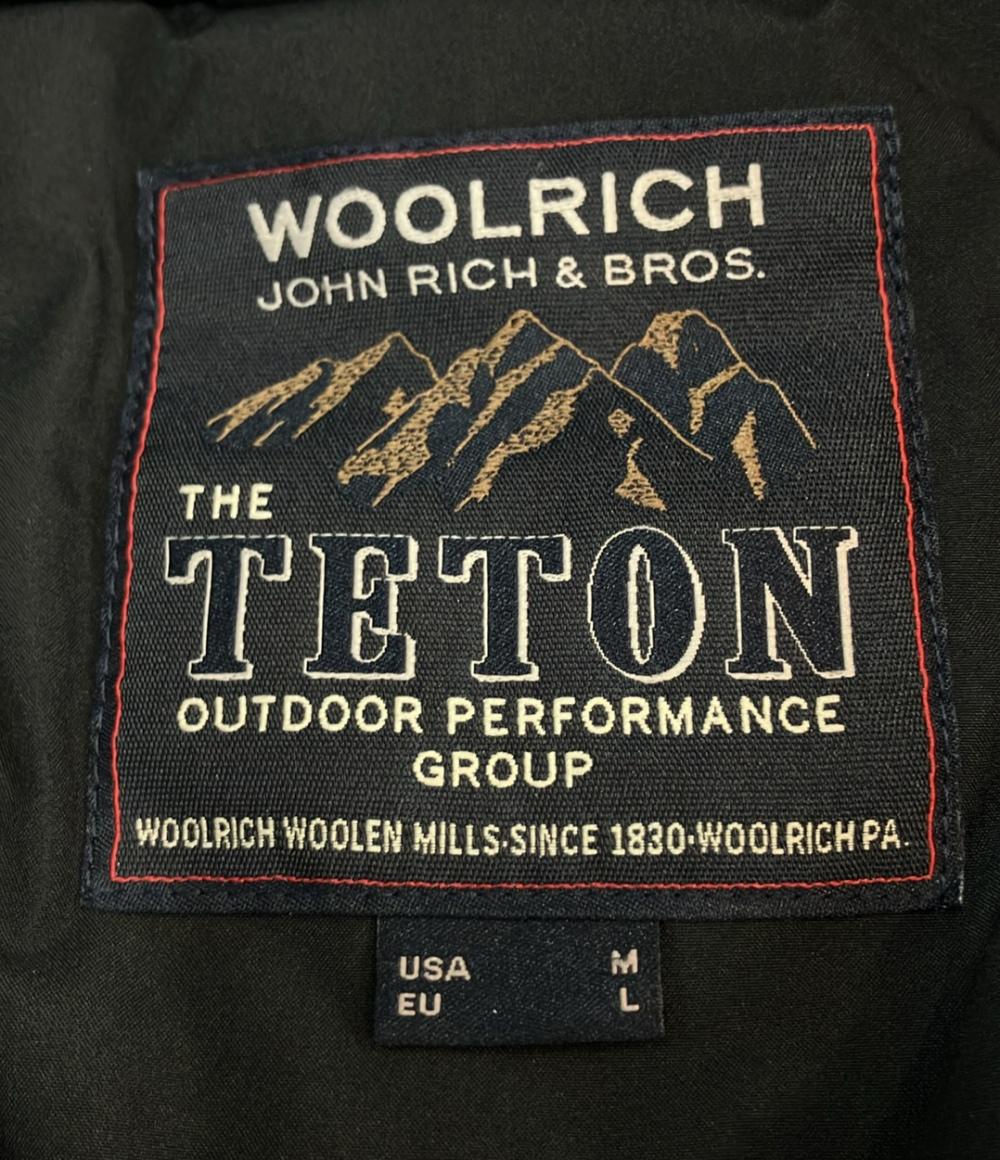 WOOLRICH
JOHN RICH & BROS.
THE
TETON
OUTDOOR PERFORMANCE
GROUP
WOOLRICH WOOLEN MILLS·SINCE 1830·WOOLRICH PA.
USA M
EU L